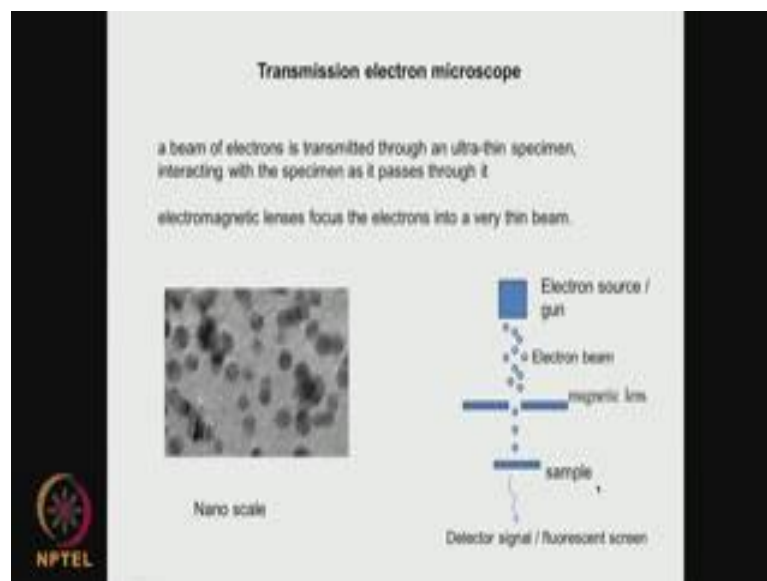 Transmission electron microscope
a beam of electrons is transmitted through an ultra-thin specimen,
interacting with the specimen as it passes through it
electromagnetic lenses focus the electrons into a very thin beam.
Electron source /
gun
Electron beam
magnetic lens
sample
Nano scale
Detector signal / fluorescent screen
NPTEL